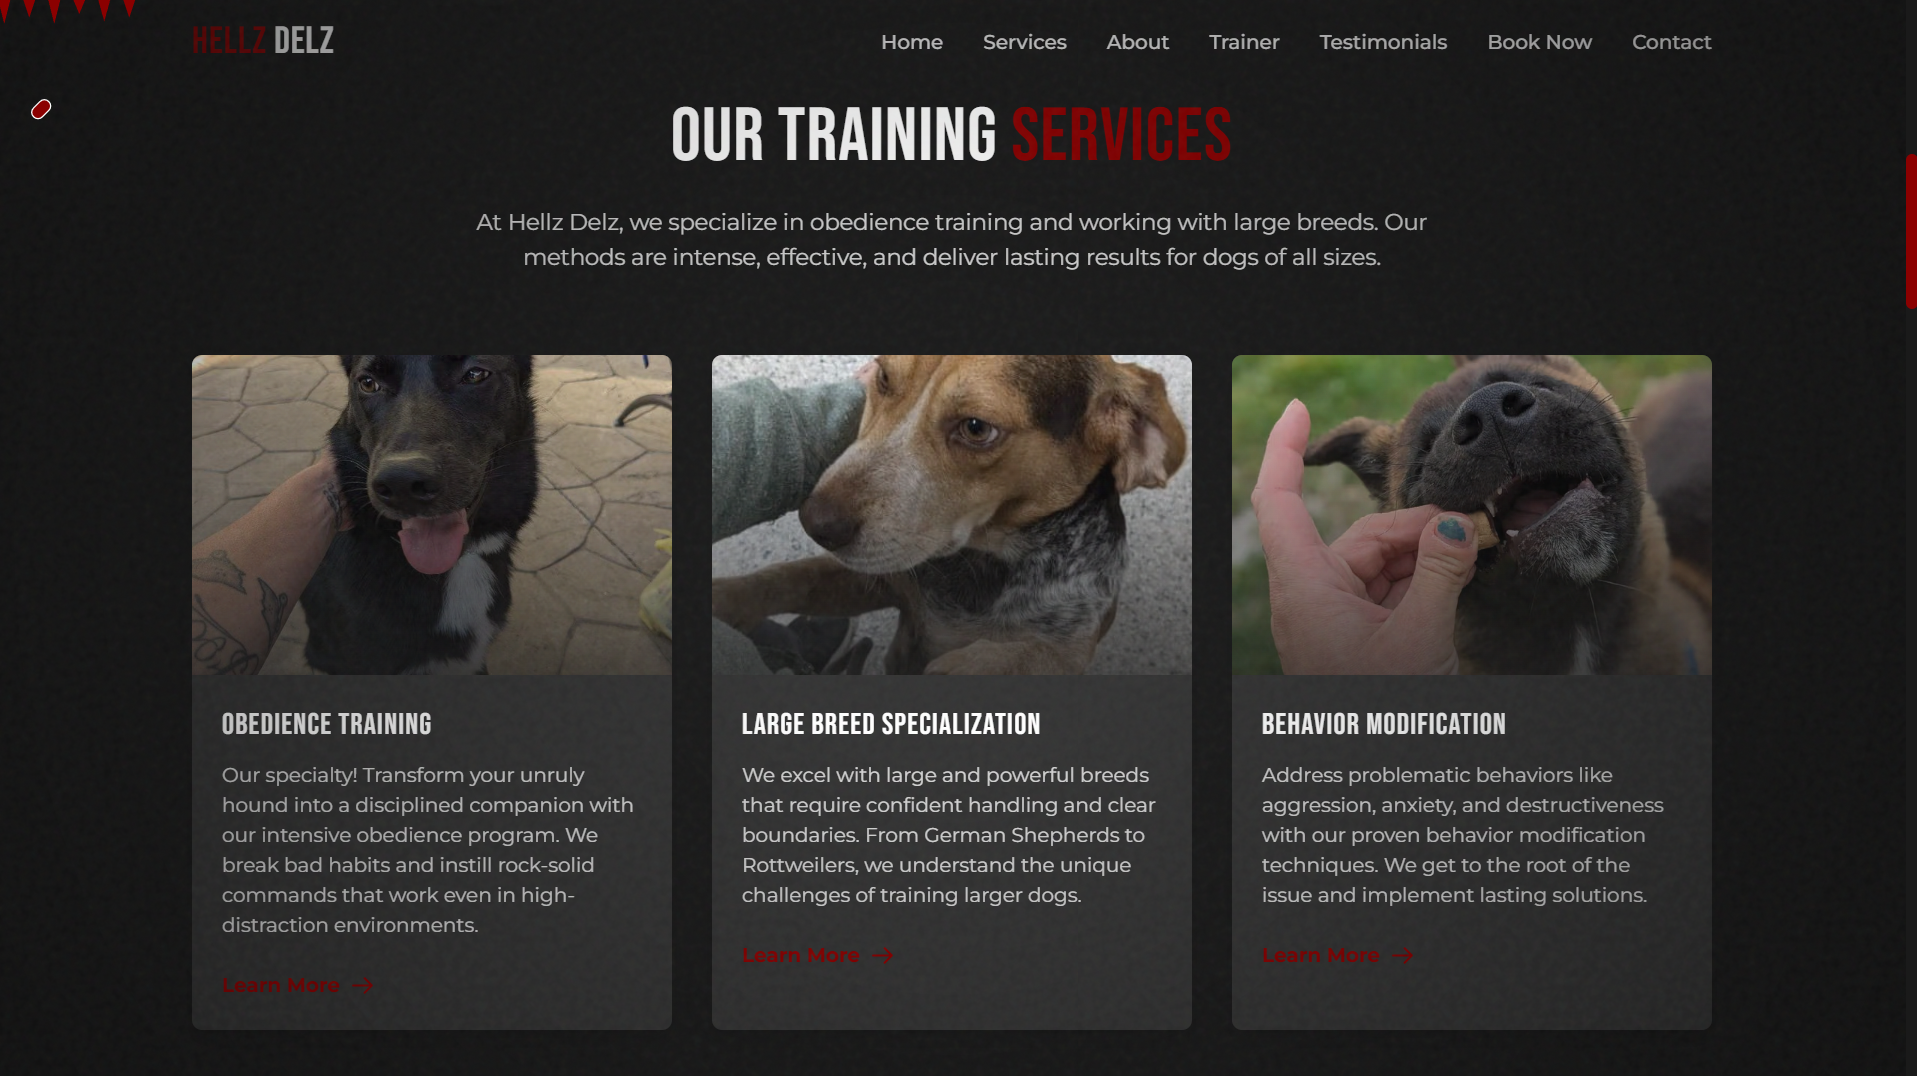 HELLZ DELZ
Home Services About Trainer Testimonials Book Now Contact
OUR TRAINING SERVICES
At Hellz Delz, we specialize in obedience training and working with large breeds. Our
methods are intense, effective, and deliver lasting results for dogs of all sizes.
OBEDIENCE TRAINING
Our specialty! Transform your unruly
hound into a disciplined companion with
our intensive obedience program. We
break bad habits and instill rock-solid
commands that work even in high-
distraction environments.
Learn More →
LARGE BREED SPECIALIZATION
We excel with large and powerful breeds
that require confident handling and clear
boundaries. From German Shepherds to
Rottweilers, we understand the unique
challenges of training larger dogs.
Learn More →
BEHAVIOR MODIFICATION
Address problematic behaviors like
aggression, anxiety, and destructiveness
with our proven behavior modification
techniques. We get to the root of the
issue and implement lasting solutions.
Learn More →